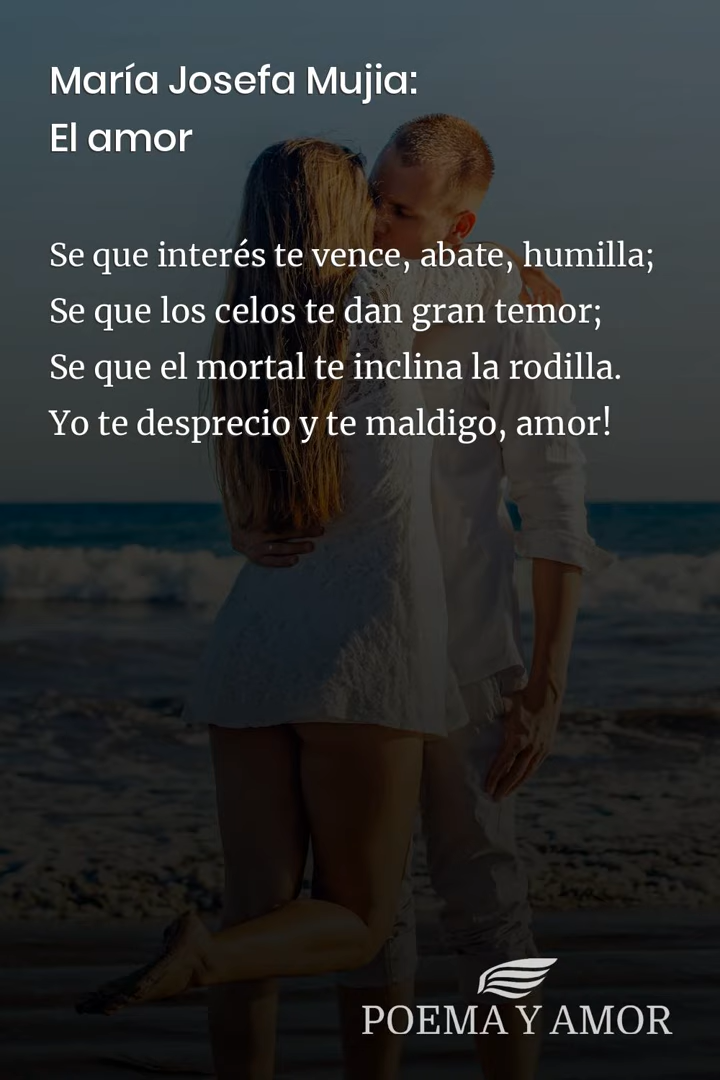 María Josefa Mujia:
El amor
Se que interés te vence, abate, humilla;
Se que los celos te dan gran temor;
Se que el mortal te inclina la rodilla.
Yo te desprecio y te maldigo, amor!
POEMA Y AMOR